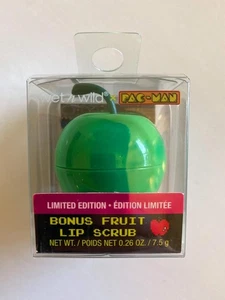 wet n wild x PAC-MAN
LIMITED EDITION • ÉDITION LIMITÉE
BONUS FRUIT
LIP SCRUB
NET WT. / POIDS NET 0.26 OZ. / 7.5 g